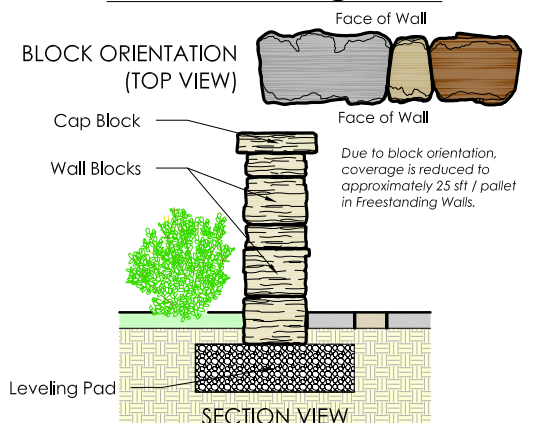 Face of Wall
BLOCK ORIENTATION
(TOP VIEW)
Face of Wall
Cap Block
Due to block orientation,
coverage is reduced to
approximately 25 sft / pallet
in Freestanding Walls.
Wall Blocks
Leveling Pad
SECTION VIEW